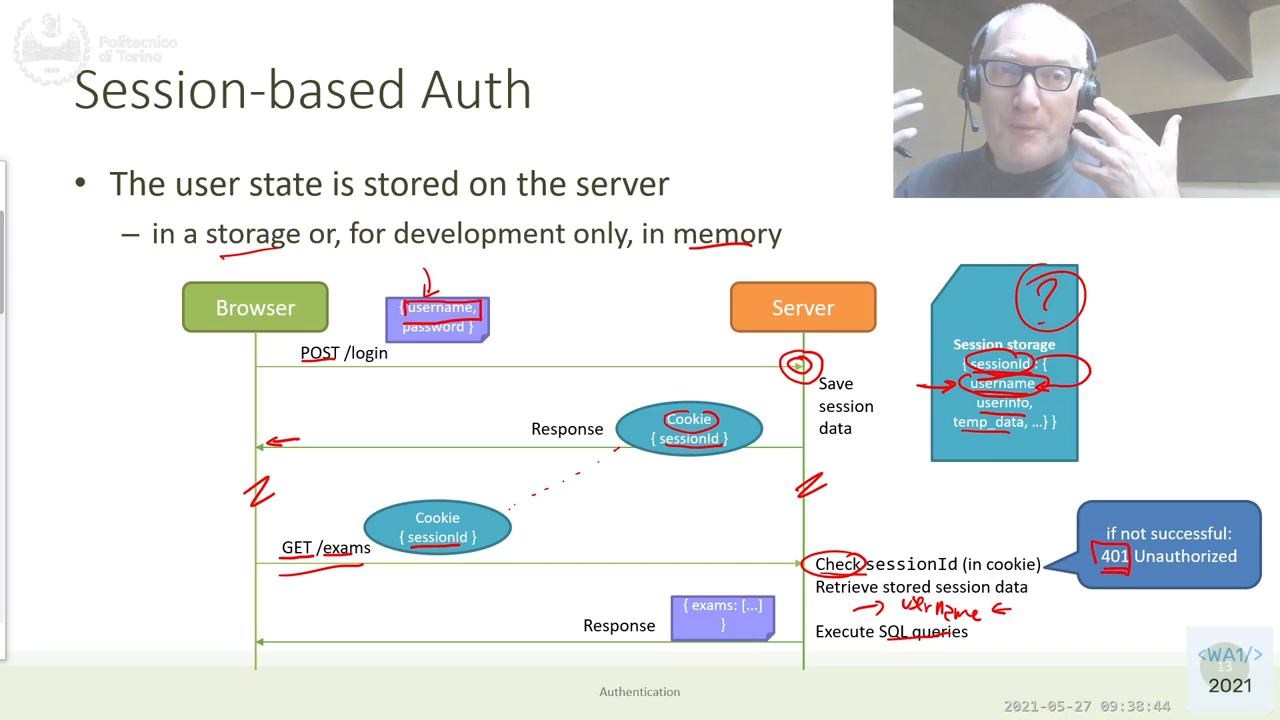 Politecnico
di Torino
1859
Session-based Auth
• The user state is stored on the server
– in a storage or, for development only, in memory
Browser
{ username,
password }
Server
?
Session storage
{ sessionId : {
username,
userinfo,
temp_data, ...} }
POST /login
Save
session
data
Response
Cookie
{ sessionId }
Cookie
{ sessionId }
GET /exams
Check sessionId (in cookie)
Retrieve stored session data
→ username ←
Execute SQL queries
if not successful:
401 Unauthorized
Response
{ exams: [...]
}
<WA1/>
13
2021
Authentication
2021-05-27 09:38:44